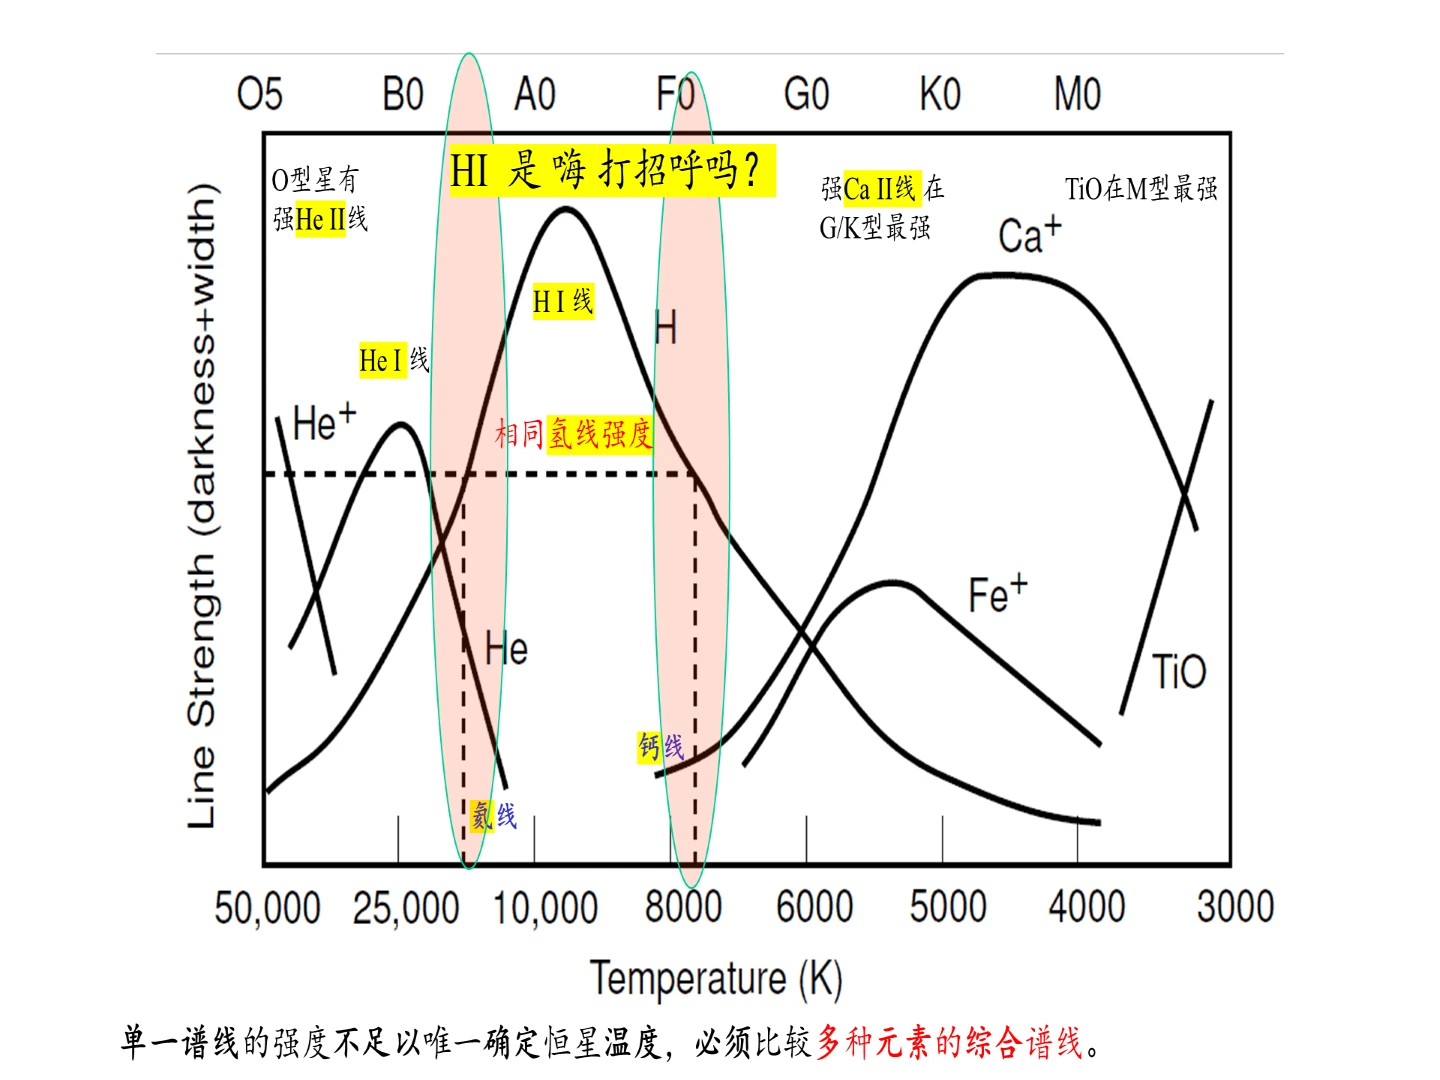 O5 B0 A0 F0 G0 K0 M0
HI 是 嗨 打招呼吗？
O型星有
强He II线
强Ca II线 在
G/K型最强
TiO在M型最强
Ca+
H I 线
H
He I 线
He+
相同氢线强度
Fe+
He
TiO
钙线
氦线
Line Strength (darkness+width)
50,000 25,000 10,000 8000 6000 5000 4000 3000
Temperature (K)
单一谱线的强度不足以唯一确定恒星温度，必须比较多种元素的综合谱线。